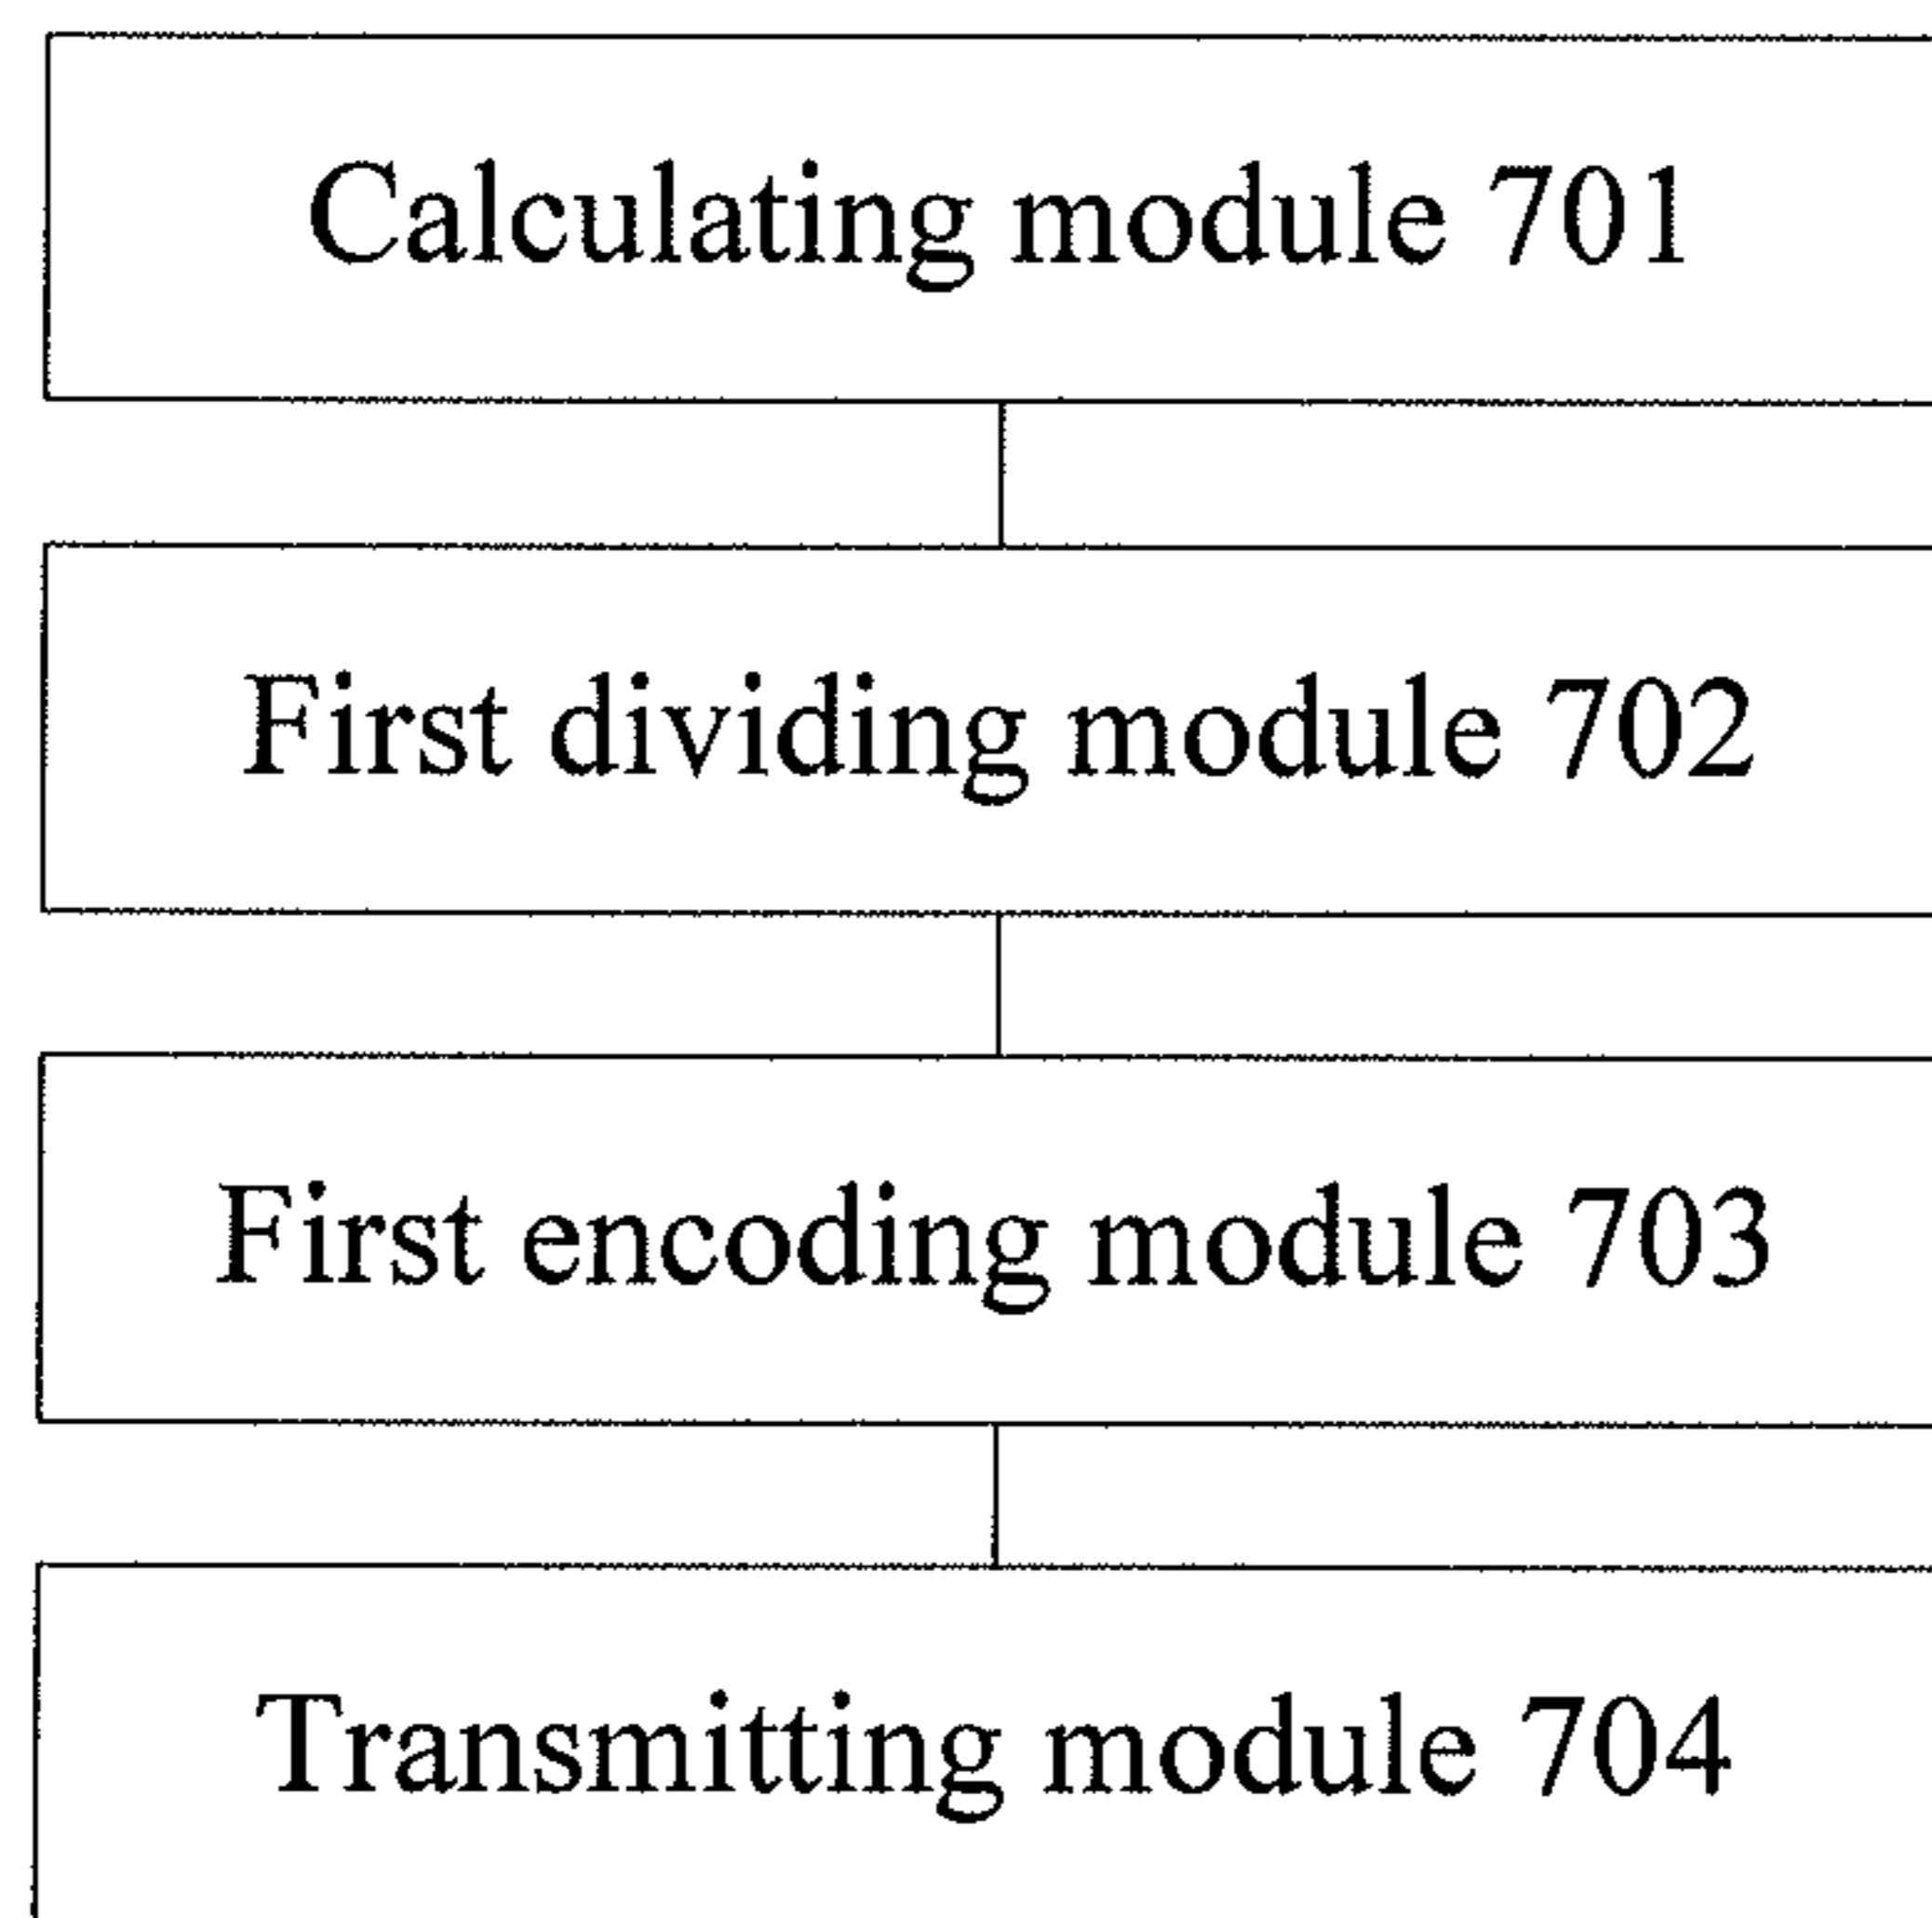 Calculating module 701
First dividing module 702
First encoding module 703
Transmitting module 704